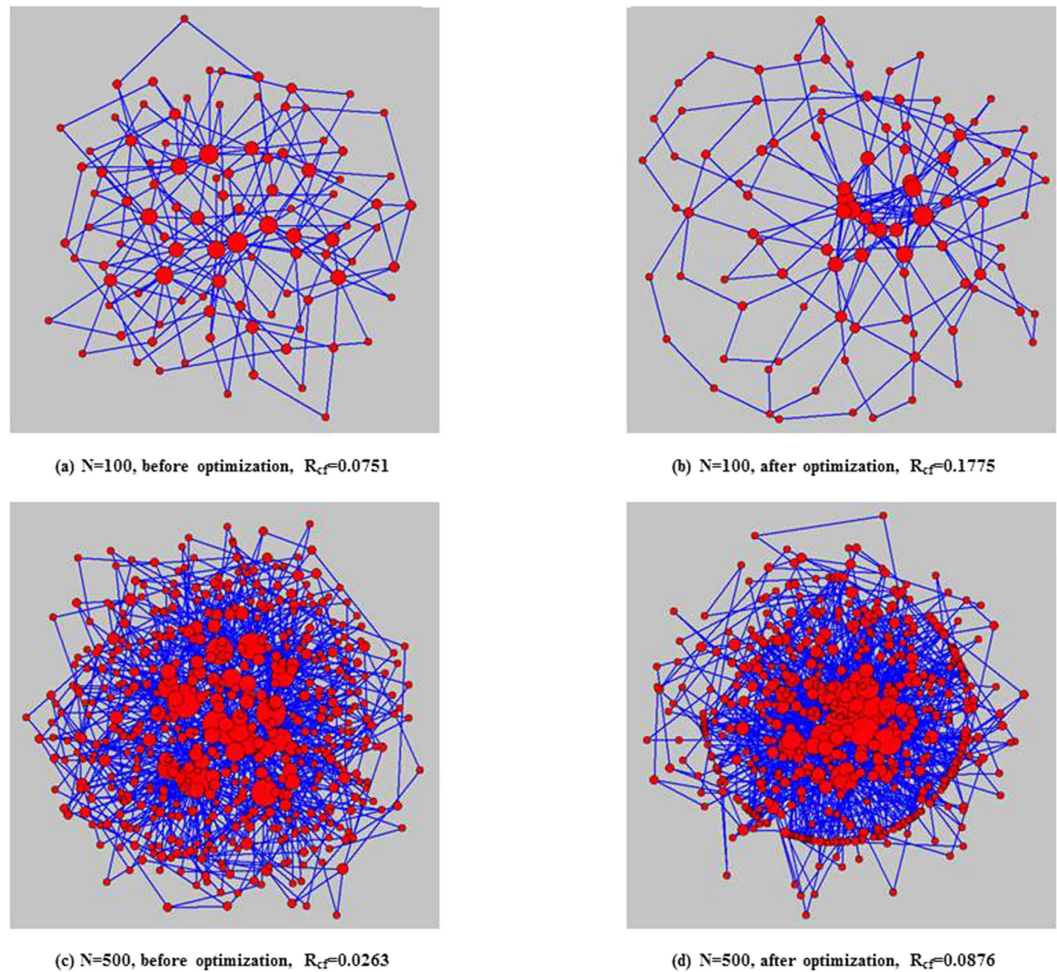 (a) N=100, before optimization, Rcf=0.0751
(b) N=100, after optimization, Rcf=0.1775
(c) N=500, before optimization, Rcf=0.0263
(d) N=500, after optimization, Rcf=0.0876